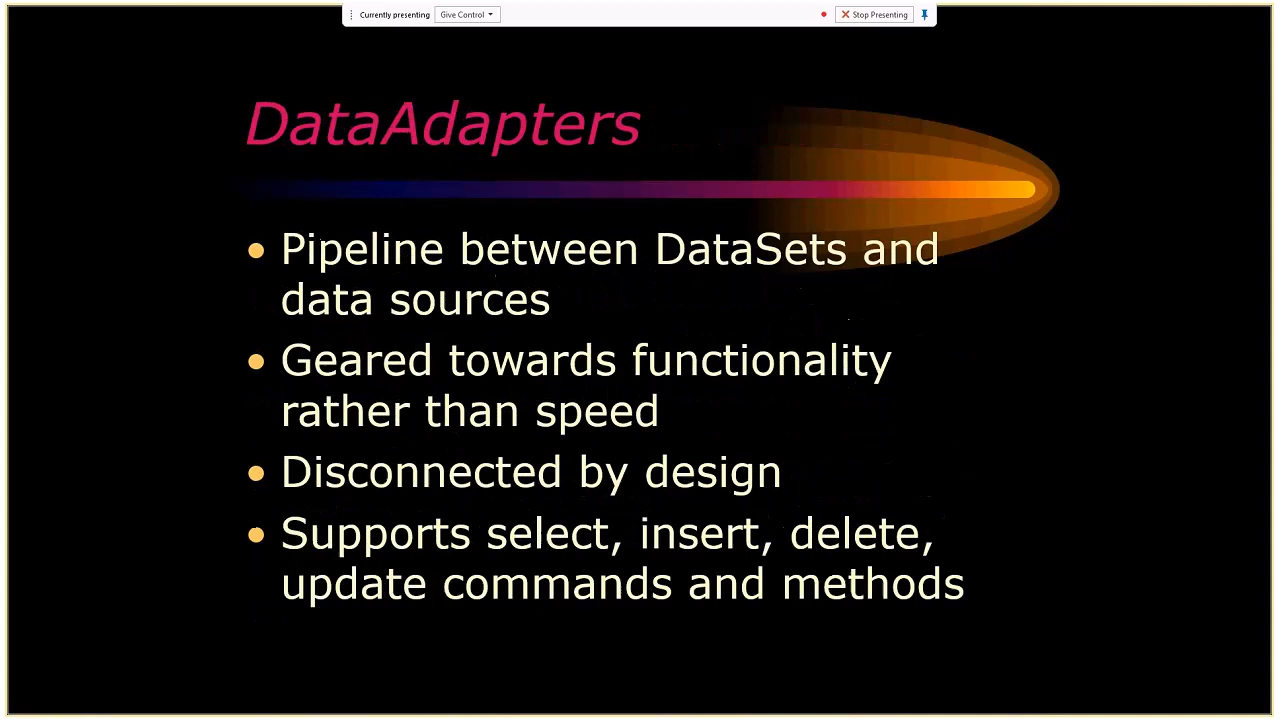 Currently presenting Give Control Stop Presenting
DataAdapters
• Pipeline between DataSets and
data sources
• Geared towards functionality
rather than speed
• Disconnected by design
• Supports select, insert, delete,
update commands and methods